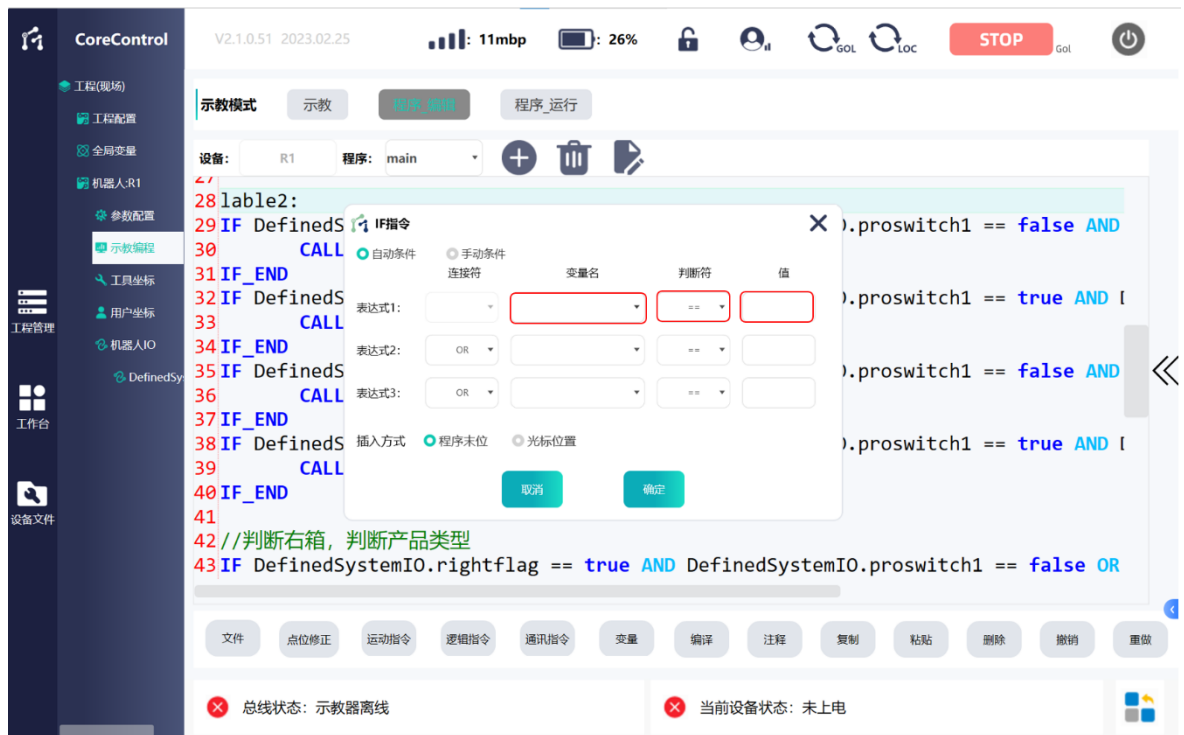 CoreControl
V2.1.0.51 2023.02.25
: 11mbp
: 26%
GOL
LOC
STOP
Gol
工程(现场)
工程配置
全局变量
机器人:R1
参数配置
示教编程
工具坐标
用户坐标
机器人IO
DefinedSy
工程管理
工作台
设备文件
示教模式
示教
程序_编辑
程序_运行
设备:
R1
程序:
main
27
28 lable2:
29 IF DefinedS ).proswitch1 == false AND
30 CALL
31 IF_END
32 IF DefinedS ).proswitch1 == true AND [
33 CALL
34 IF_END
35 IF DefinedS ).proswitch1 == false AND
36 CALL
37 IF_END
38 IF DefinedS ).proswitch1 == true AND [
39 CALL
40 IF_END
41
42 //判断右箱，判断产品类型
43 IF DefinedSystemIO.rightflag == true AND DefinedSystemIO.proswitch1 == false OR
IF指令
自动条件 手动条件
连接符 变量名 判断符 值
表达式1: ==
表达式2: OR ==
表达式3: OR ==
插入方式 程序末位 光标位置
取消 确定
文件 点位修正 运动指令 逻辑指令 通讯指令 变量 编译 注释 复制 粘贴 删除 撤销 重做
总线状态：示教器离线
当前设备状态：未上电